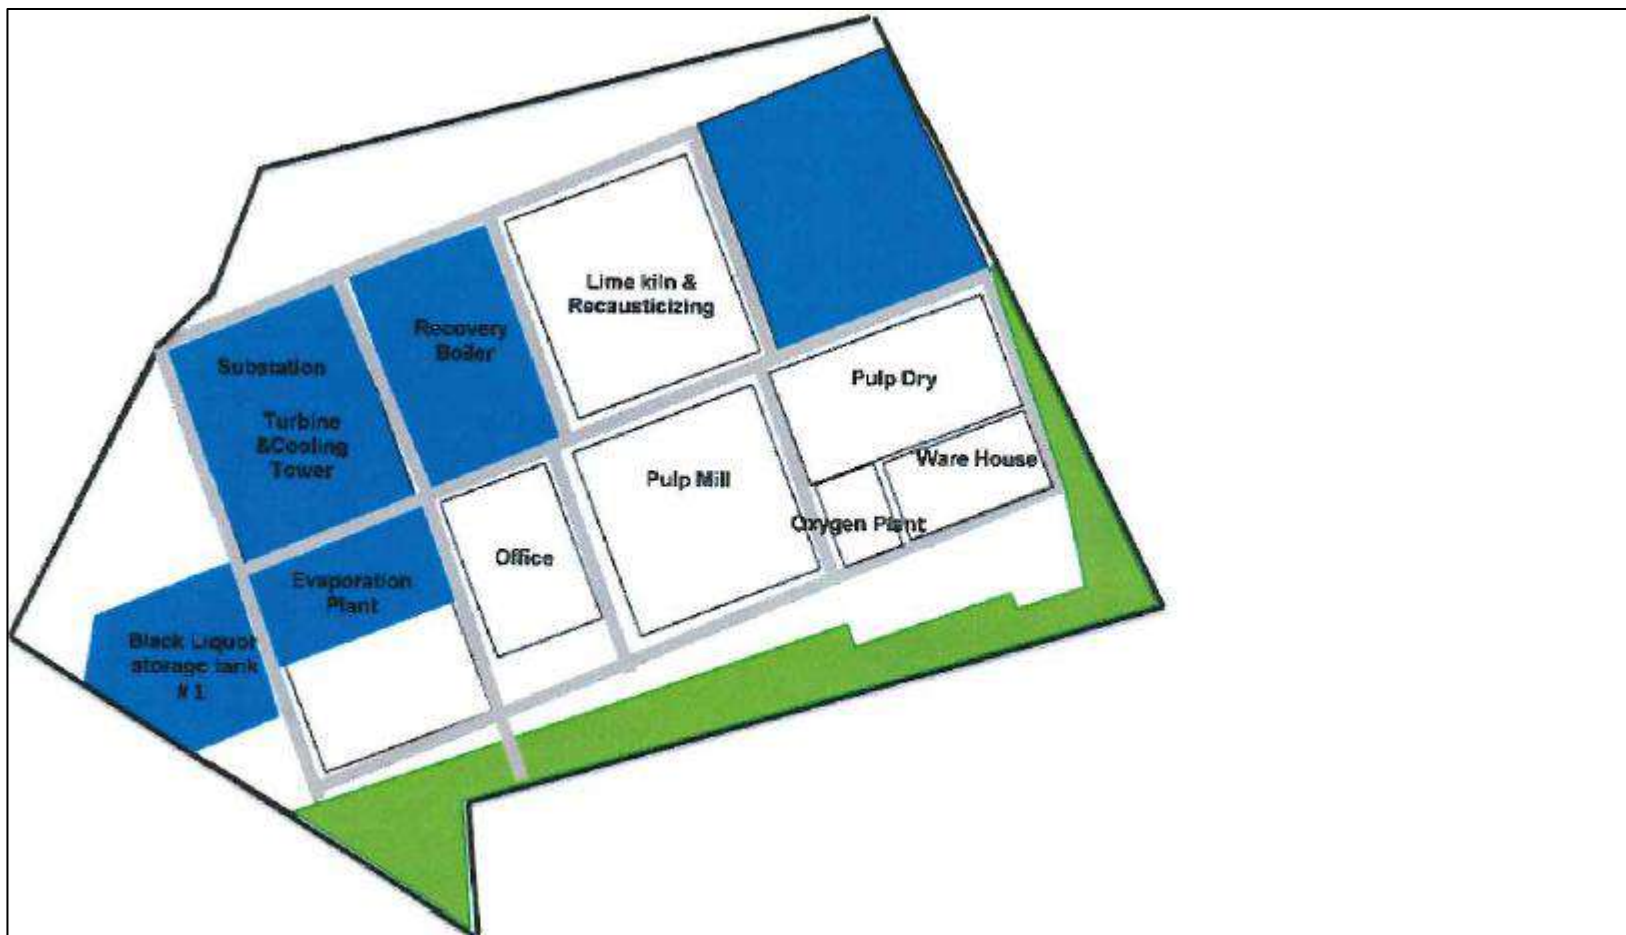 Lime kiln &
Recausticizing
Recovery
Boiler
Substation
Turbine
&Cooling
Tower
Pulp Dry
Ware House
Pulp Mill
Oxygen Plant
Office
Evaporation
Plant
Black Liquor
storage tank
# 1